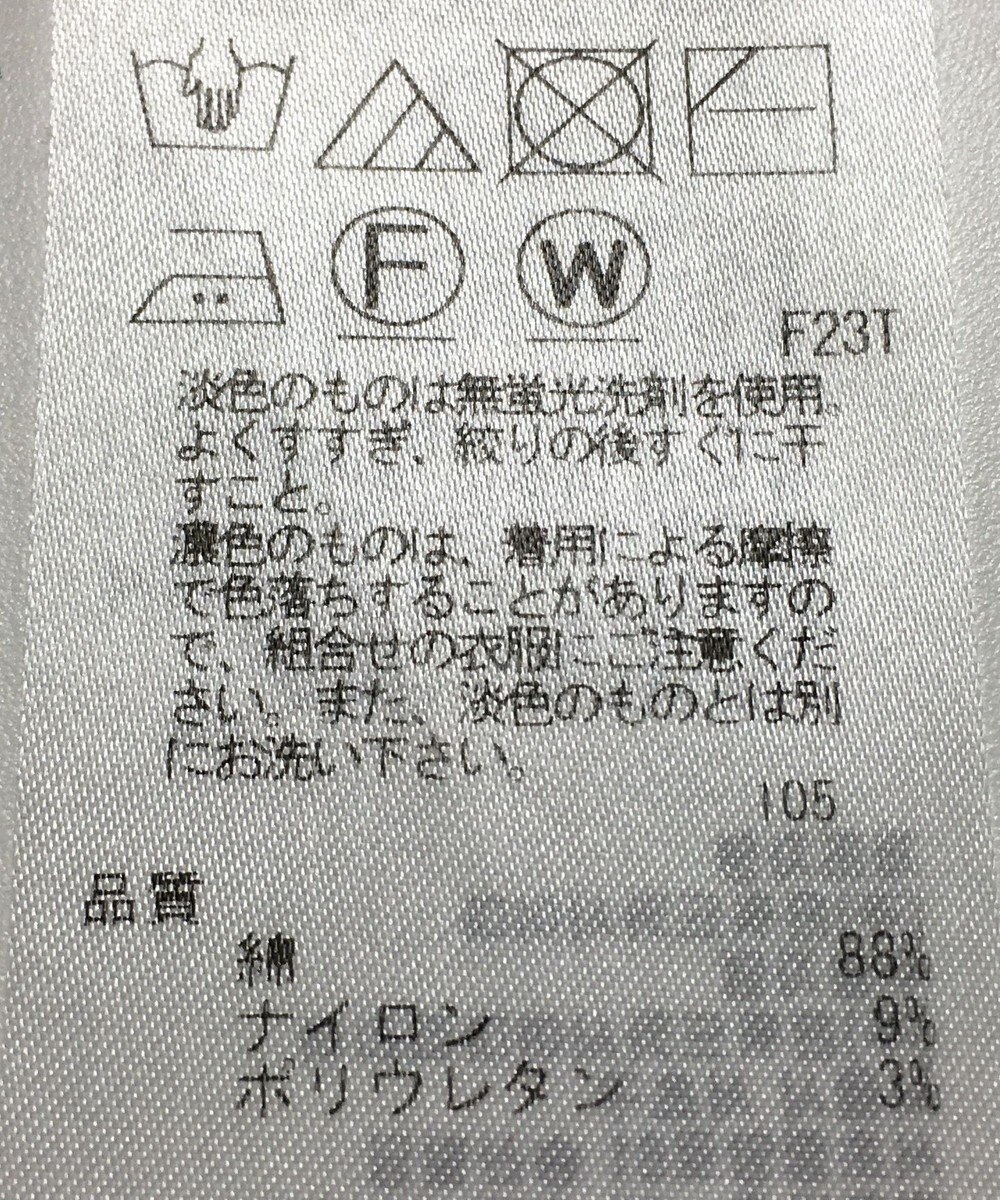 F
W
F23T
淡色のものは無蛍光洗剤を使用。
よくすすぎ、絞りの後すぐに干
すこと。
濃色のものは、着用による摩擦
で色落ちすることがありますの
で、組合せの衣服にご注意くだ
さい。また、淡色のものとは別
にお洗い下さい。
105
品質
綿 88%
ナイロン 9%
ポリウレタン 3%